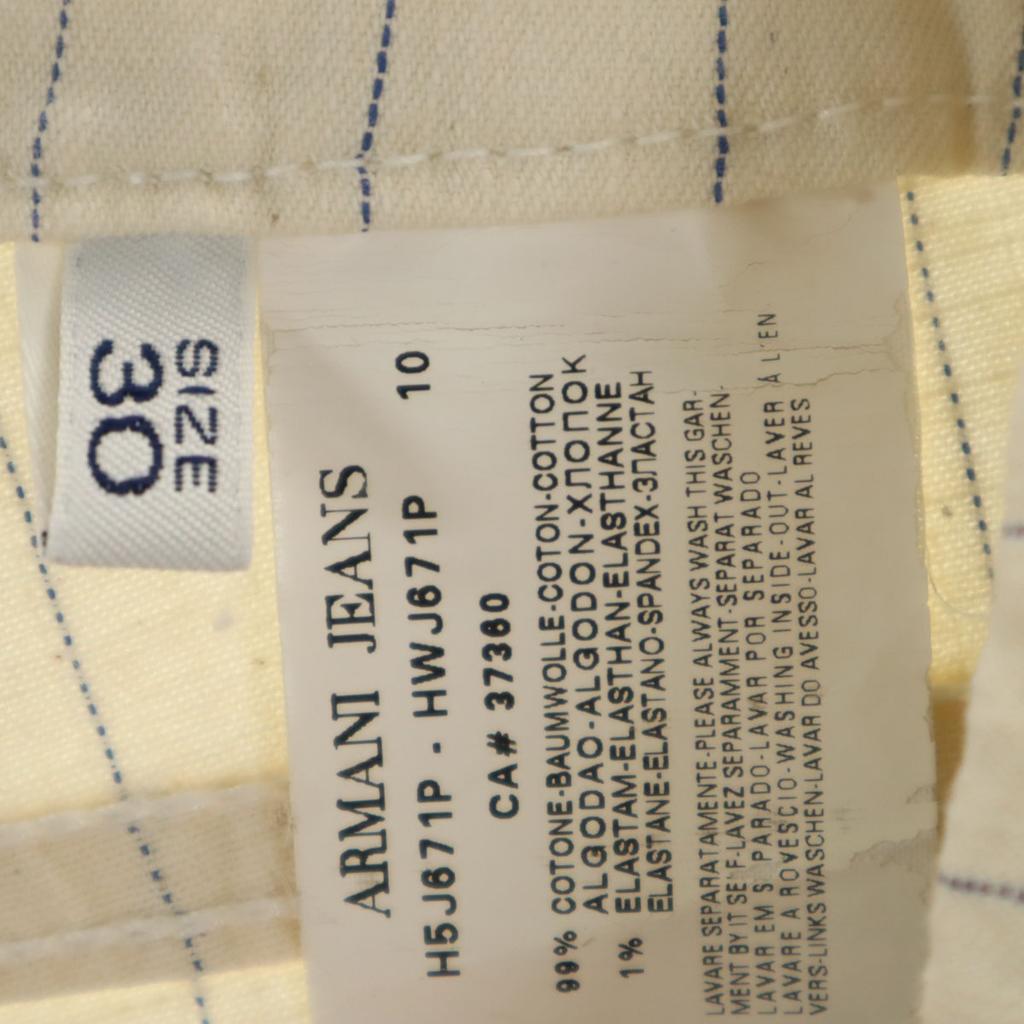 SIZE
30
ARMANI JEANS
H5J671P - HWJ671P 10
CA# 37360
99% COTONE-BAUMWOLLE-COTON-COTTON
ALGODAO-ALGODON-ХЛОПОК
1% ELASTAM-ELASTHAN-ELASTHANNE
ELASTANE-ELASTANO-SPANDEX-ЗЛАСТАН
LAVARE SEPARATAMENTE-PLEASE ALWAYS WASH THIS GAR-
MENT BY IT SE F-LAVEZ SEPARAMMENT-SEPARAT WASCHEN-
LAVAR EM S PARADO-LAVAR POR SEPARADO
LAVARE A ROVESCIO-WASHING INSIDE-OUT-LAVER A L'EN
VERS-LINKS WASCHEN-LAVAR DO AVESSO-LAVAR AL REVES